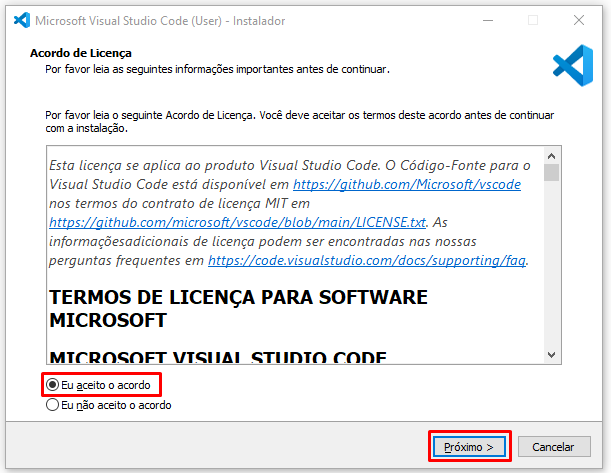 Microsoft Visual Studio Code (User) - Instalador
Acordo de Licença
Por favor leia as seguintes informações importantes antes de continuar.
Por favor leia o seguinte Acordo de Licença. Você deve aceitar os termos deste acordo antes de continuar
com a instalação.
Esta licença se aplica ao produto Visual Studio Code. O Código-Fonte para o
Visual Studio Code está disponível em https://github.com/Microsoft/vscode
nos termos do contrato de licença MIT em
https://github.com/microsoft/vscode/blob/main/LICENSE.txt. As
informaçõesadicionais de licença podem ser encontradas nas nossas
perguntas frequentes em https://code.visualstudio.com/docs/supporting/faq.
TERMOS DE LICENÇA PARA SOFTWARE
MICROSOFT
MICROSOFT VISUAL STUDIO CODE
Eu aceito o acordo
Eu não aceito o acordo
Próximo >
Cancelar